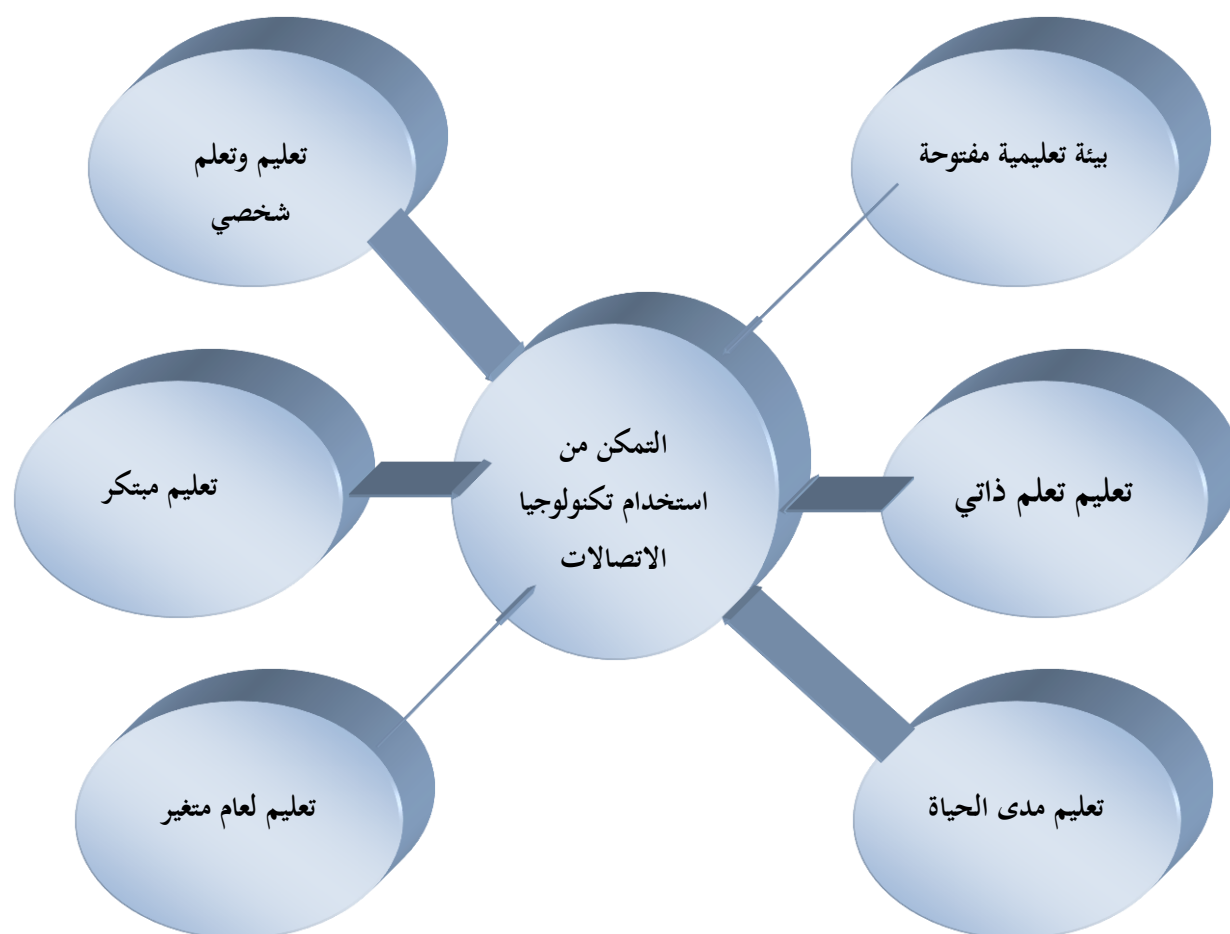 بيئة تعليمية مفتوحة
تعليم وتعلم
شخصي
التمكن من
استخدام تكنولوجيا
الاتصالات
تعليم تعلم ذاتي
تعليم مبتكر
تعليم مدى الحياة
تعليم لعام متغير